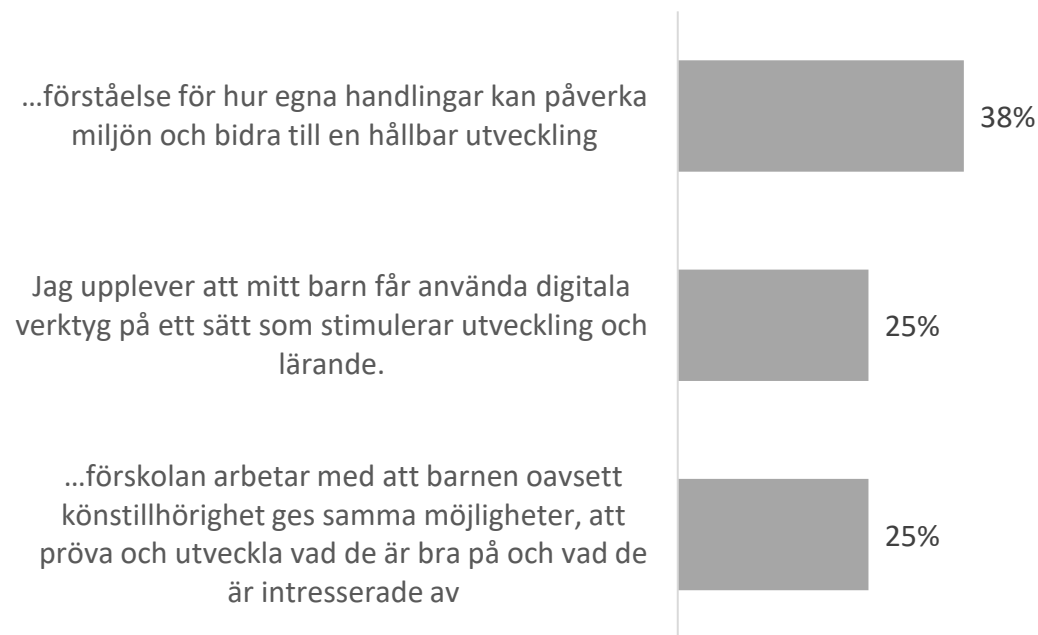 …förståelse för hur egna handlingar kan påverka
miljön och bidra till en hållbar utveckling
38%
Jag upplever att mitt barn får använda digitala
verktyg på ett sätt som stimulerar utveckling och
lärande.
25%
…förskolan arbetar med att barnen oavsett
könstillhörighet ges samma möjligheter, att
pröva och utveckla vad de är bra på och vad de
är intresserade av
25%